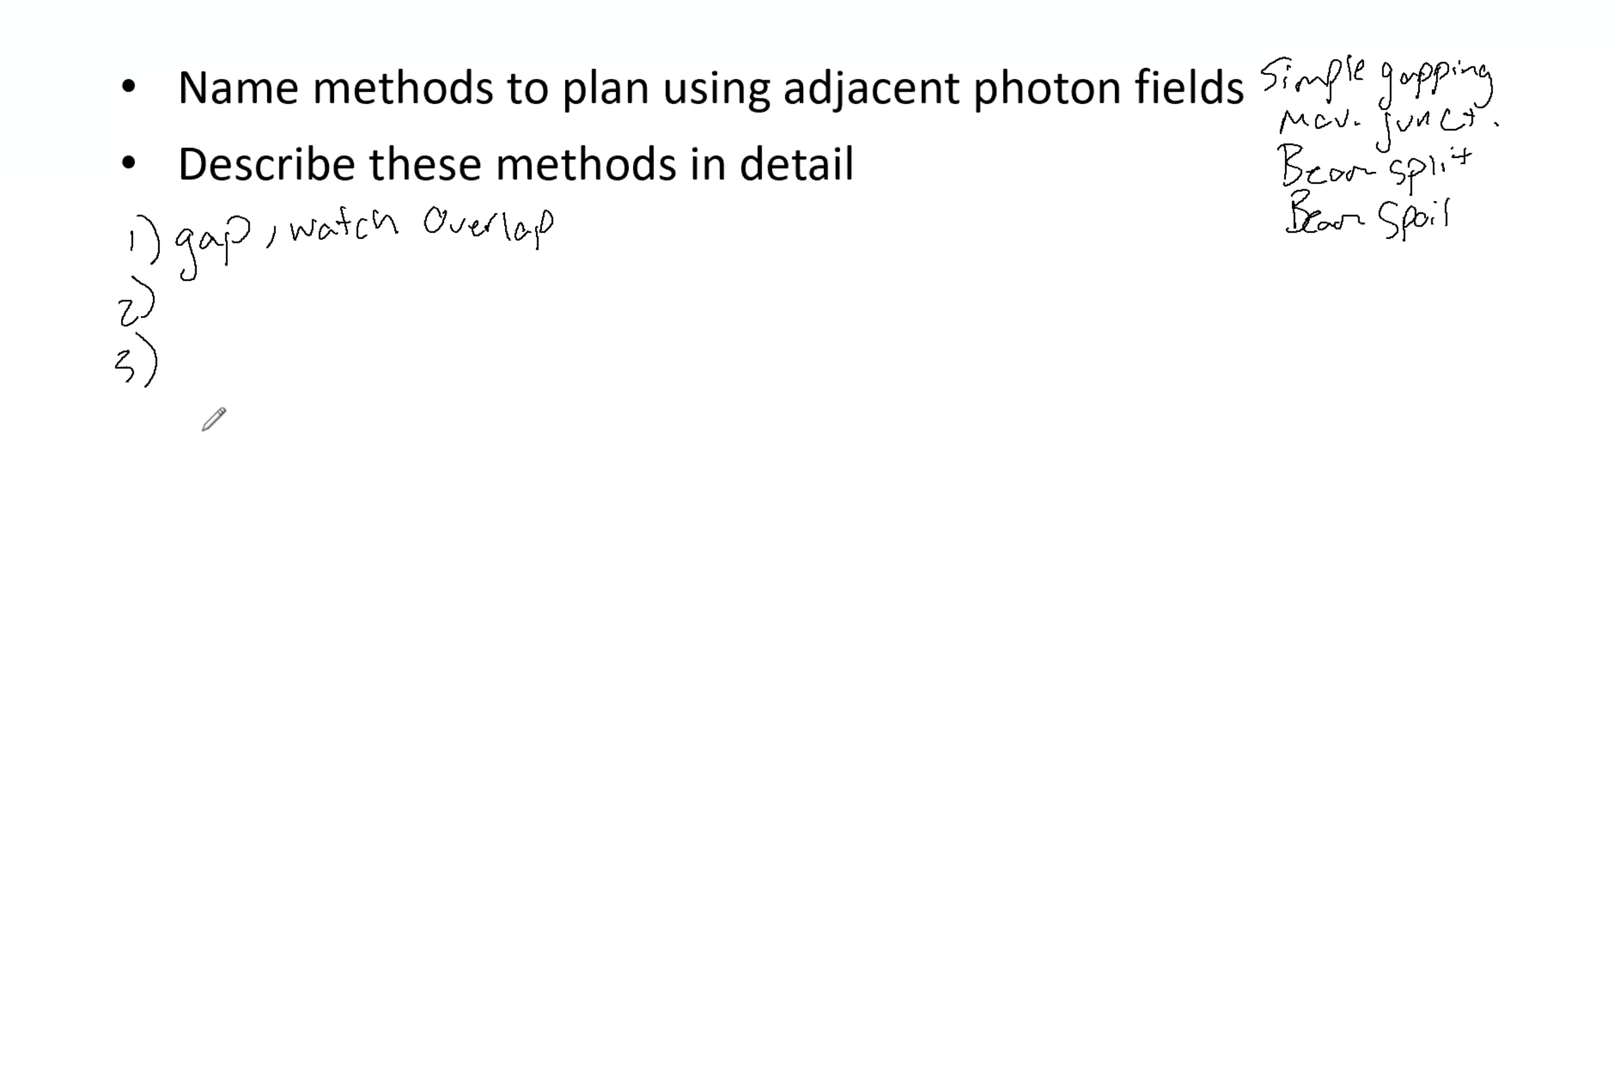 • Name methods to plan using adjacent photon fields Simple gapping
Mov. junct.
• Describe these methods in detail Beam split
Beam Spoil
1) gap, watch Overlap
2)
3)